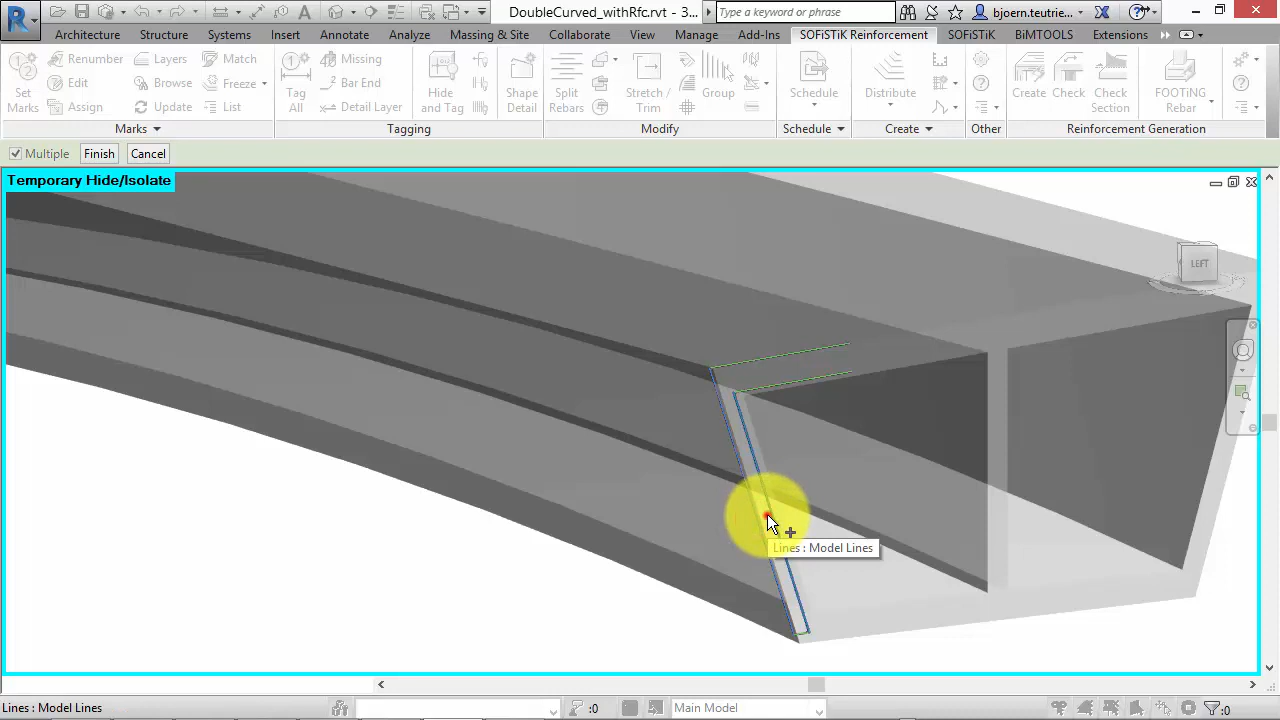 DoubleCurved_withRfc.rvt - 3...
Type a keyword or phrase
bjoern.teutrie...
Architecture Structure Systems Insert Annotate Analyze Massing & Site Collaborate View Manage Add-Ins SOFiSTiK Reinforcement SOFiSTiK BiMTOOLS Extensions
Set Marks
Renumber
Edit
Assign
Layers
Browse
Update
Match
Freeze
List
Marks
Tag All
Missing
Bar End
Detail Layer
Hide and Tag
Shape Detail
Tagging
Split Rebars
Stretch / Trim
Group
Modify
Schedule
Schedule
Distribute
Create
Other
Create
Check
Check Section
FOOTiNG Rebar
Reinforcement Generation
Multiple Finish Cancel
Temporary Hide/Isolate
LEFT
Lines : Model Lines
Lines : Model Lines
:0
Main Model
:0